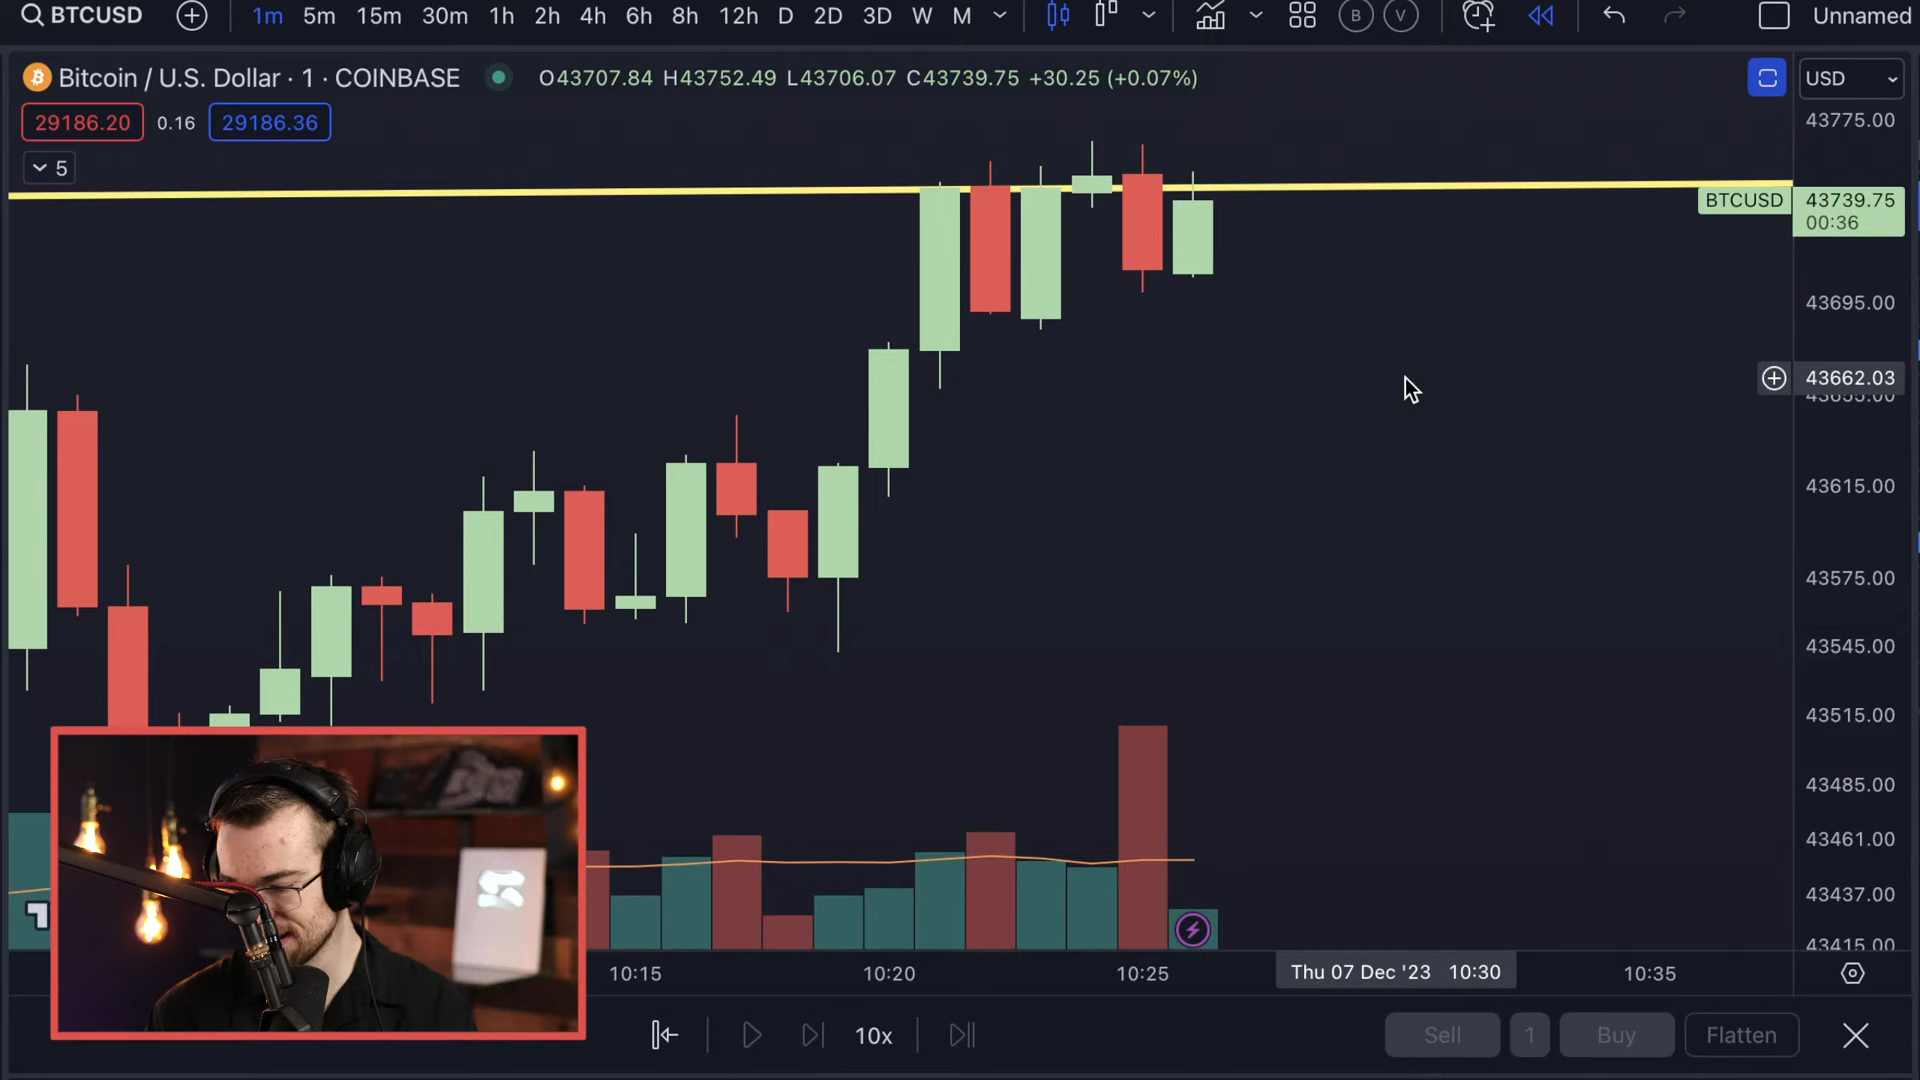 BTCUSD 1m 5m 15m 30m 1h 2h 4h 6h 8h 12h D 2D 3D W M B V Unnamed
Bitcoin / U.S. Dollar · 1 · COINBASE O43707.84 H43752.49 L43706.07 C43739.75 +30.25 (+0.07%) USD
29186.20 0.16 29186.36
5
43775.00
BTCUSD 43739.75
00:36
43695.00
43662.03
43655.00
43615.00
43575.00
43545.00
43515.00
43485.00
43461.00
43437.00
43415.00
10:15 10:20 10:25 Thu 07 Dec '23 10:30 10:35
10x Sell 1 Buy Flatten